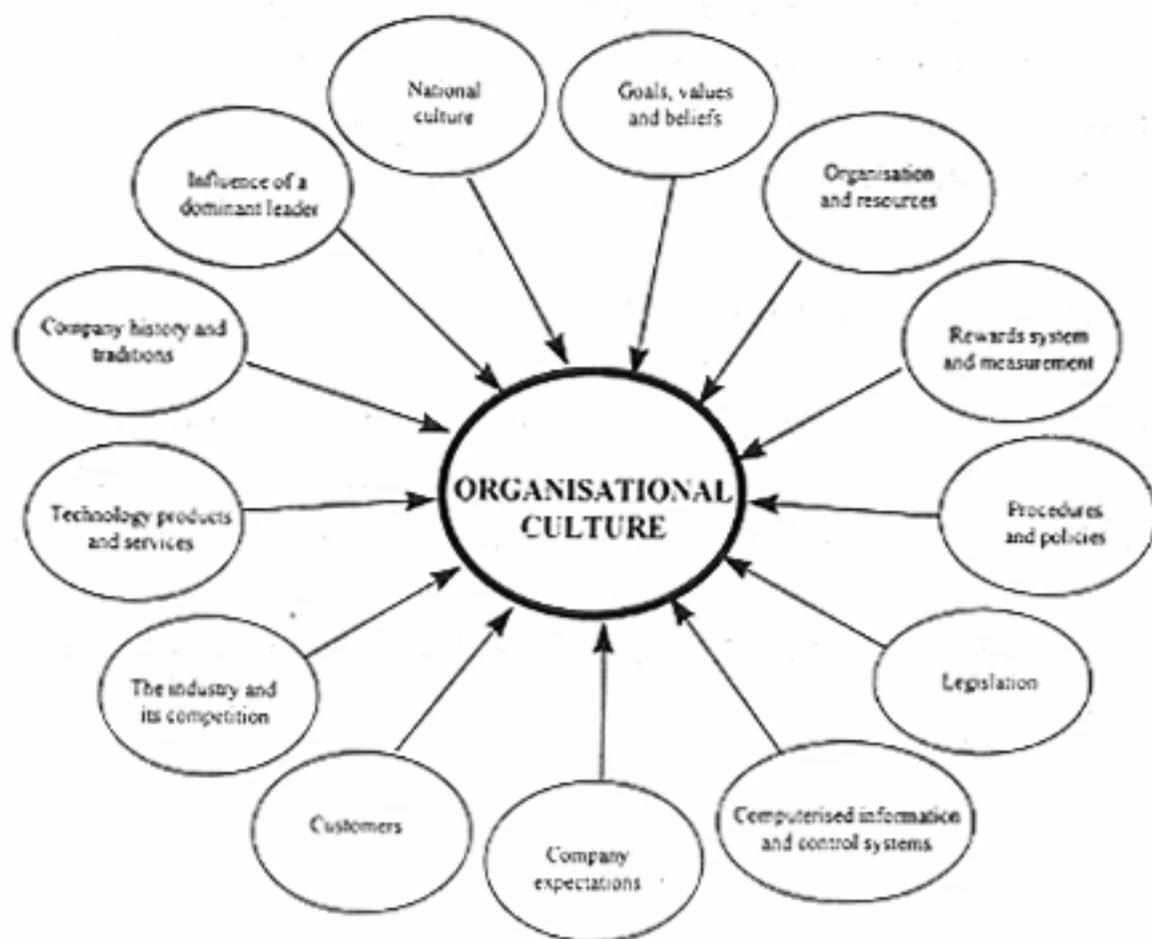 National
culture
Goals, values
and beliefs
Organisation
and resources
Rewards system
and measurement
Procedures
and policies
Legislation
Computerised information
and control systems
Company
expectations
Customers
The industry and
its competition
Technology products
and services
Company history and
traditions
Influence of a
dominant leader
ORGANISATIONAL
CULTURE